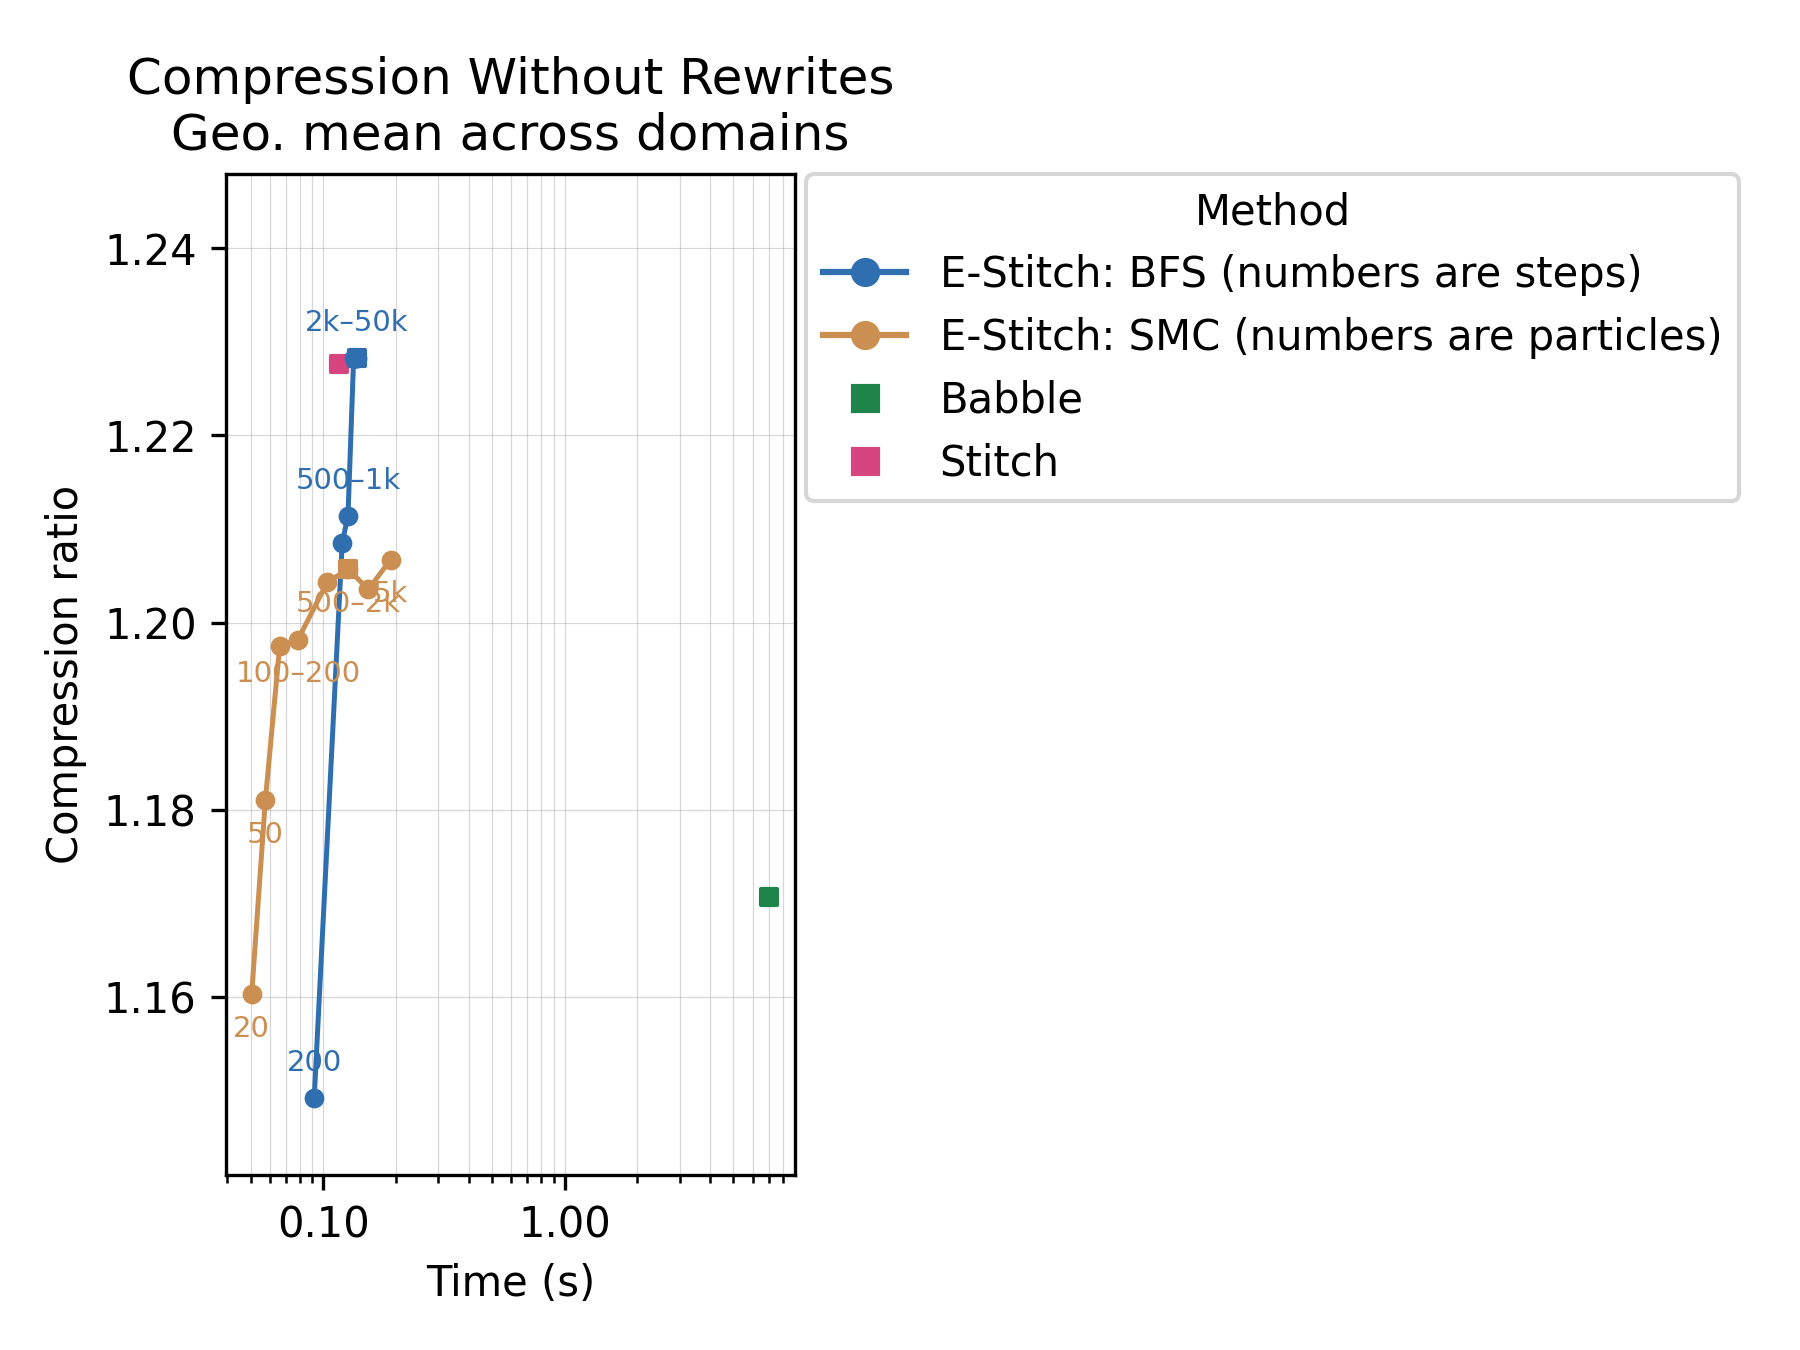 Compression Without Rewrites
Geo. mean across domains
Method
E-Stitch: BFS (numbers are steps)
E-Stitch: SMC (numbers are particles)
Babble
Stitch
Compression ratio
1.24
1.22
1.20
1.18
1.16
2k–50k
500–1k
5k
500–2k
100–200
50
20
200
0.10
1.00
Time (s)